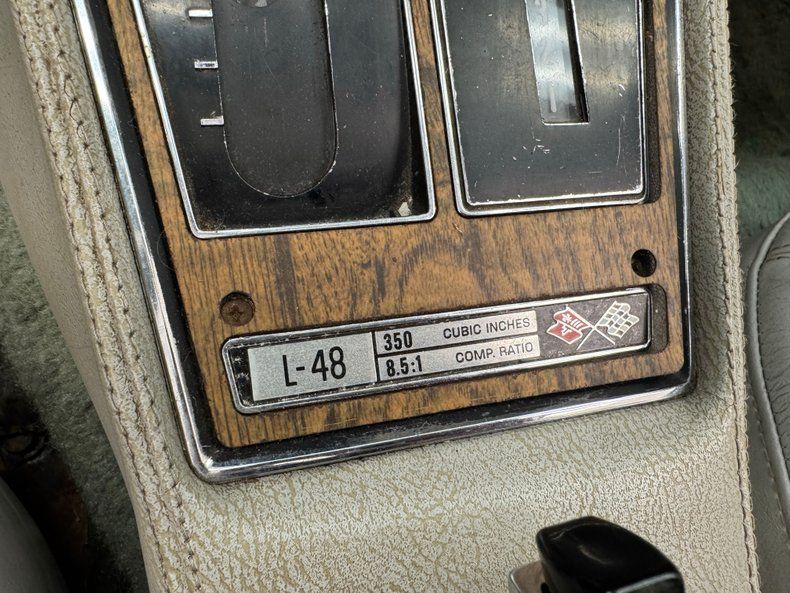 L-48
350 CUBIC INCHES
8.5:1 COMP. RATIO